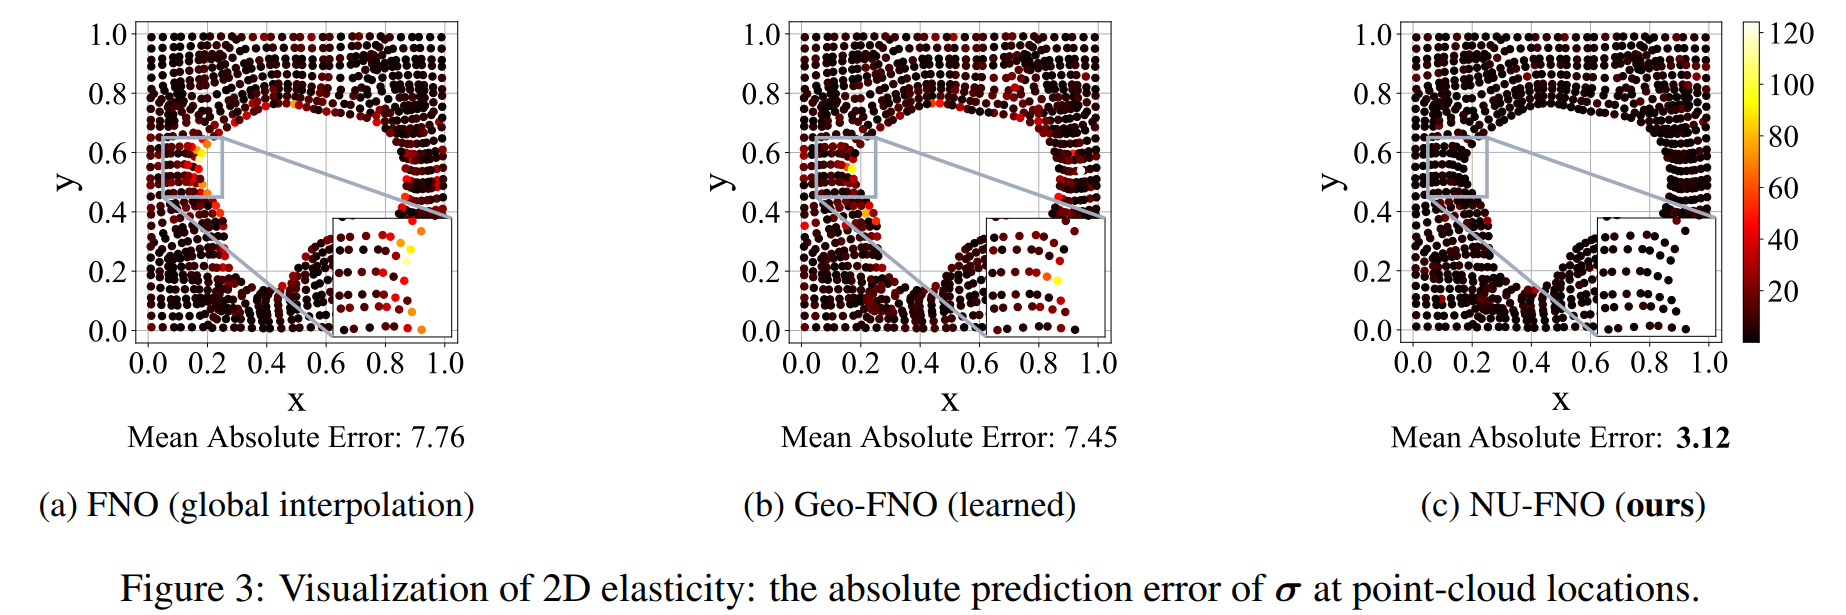 1.0
0.8
0.6
0.4
0.2
0.0
y
0.0 0.2 0.4 0.6 0.8 1.0
x
Mean Absolute Error: 7.76
(a) FNO (global interpolation)
1.0
0.8
0.6
0.4
0.2
0.0
y
0.0 0.2 0.4 0.6 0.8 1.0
x
Mean Absolute Error: 7.45
(b) Geo-FNO (learned)
1.0
0.8
0.6
0.4
0.2
0.0
y
0.0 0.2 0.4 0.6 0.8 1.0
x
120
100
80
60
40
20
Mean Absolute Error: 3.12
(c) NU-FNO (ours)
Figure 3: Visualization of 2D elasticity: the absolute prediction error of σ at point-cloud locations.